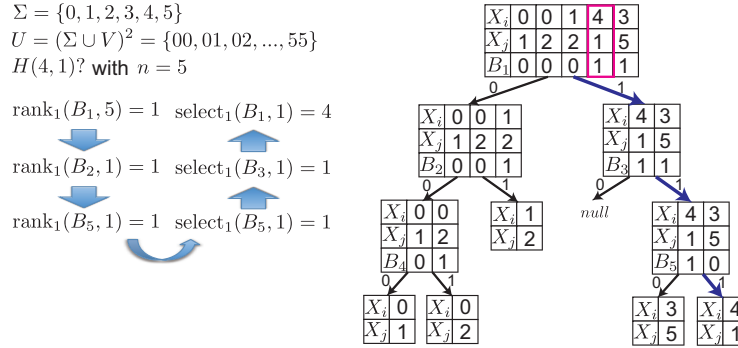 Σ = {0, 1, 2, 3, 4, 5}
U = (Σ ∪ V)² = {00, 01, 02, ..., 55}
H(4, 1)? with n = 5
rank₁(B₁, 5) = 1 select₁(B₁, 1) = 4
rank₁(B₂, 1) = 1 select₁(B₃, 1) = 1
rank₁(B₅, 1) = 1 select₁(B₅, 1) = 1
Xᵢ 0 0 1 4 3
Xⱼ 1 2 2 1 5
B₁ 0 0 0 1 1
0 1
Xᵢ 0 0 1
Xⱼ 1 2 2
B₂ 0 0 1
0 1
Xᵢ 4 3
Xⱼ 1 5
B₃ 1 1
0 1
null
Xᵢ 0 0
Xⱼ 1 2
B₄ 0 1
0 1
Xᵢ 1
Xⱼ 2
Xᵢ 4 3
Xⱼ 1 5
B₅ 1 0
0 1
Xᵢ 0
Xⱼ 1
Xᵢ 0
Xⱼ 2
Xᵢ 3
Xⱼ 5
Xᵢ 4
Xⱼ 1